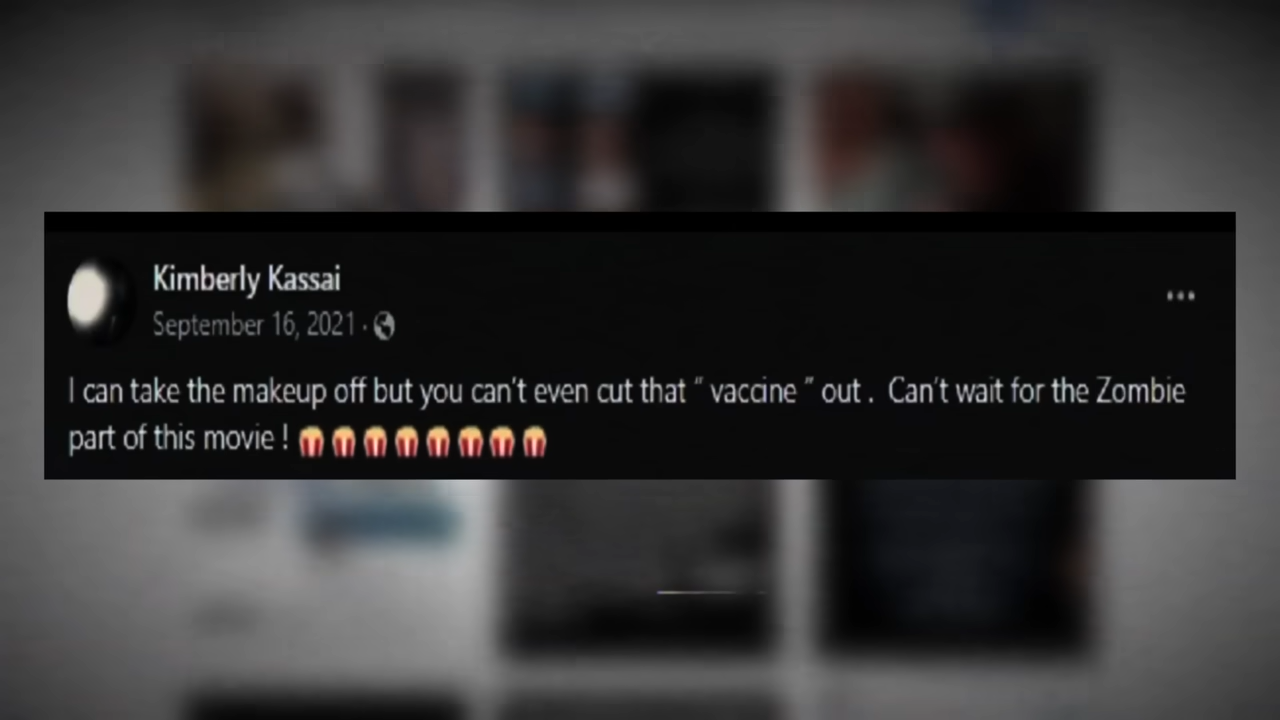 Kimberly Kassai
September 16, 2021 ·
I can take the makeup off but you can't even cut that “ vaccine ” out . Can't wait for the Zombie
part of this movie ! 🍿🍿🍿🍿🍿🍿🍿🍿